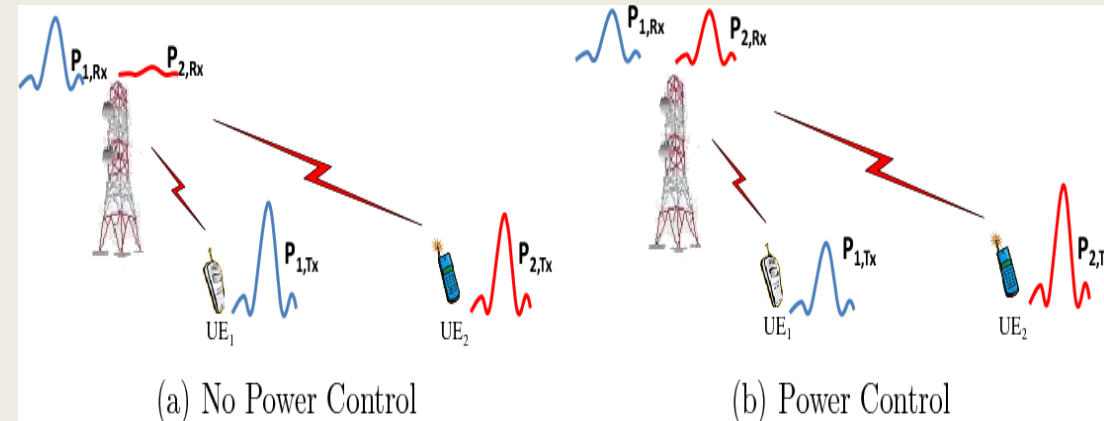 P1,Rx
P2,Rx
P1,Tx
P2,Tx
UE1
UE2
(a) No Power Control
P1,Rx
P2,Rx
P1,Tx
P2,T
UE1
UE2
(b) Power Control